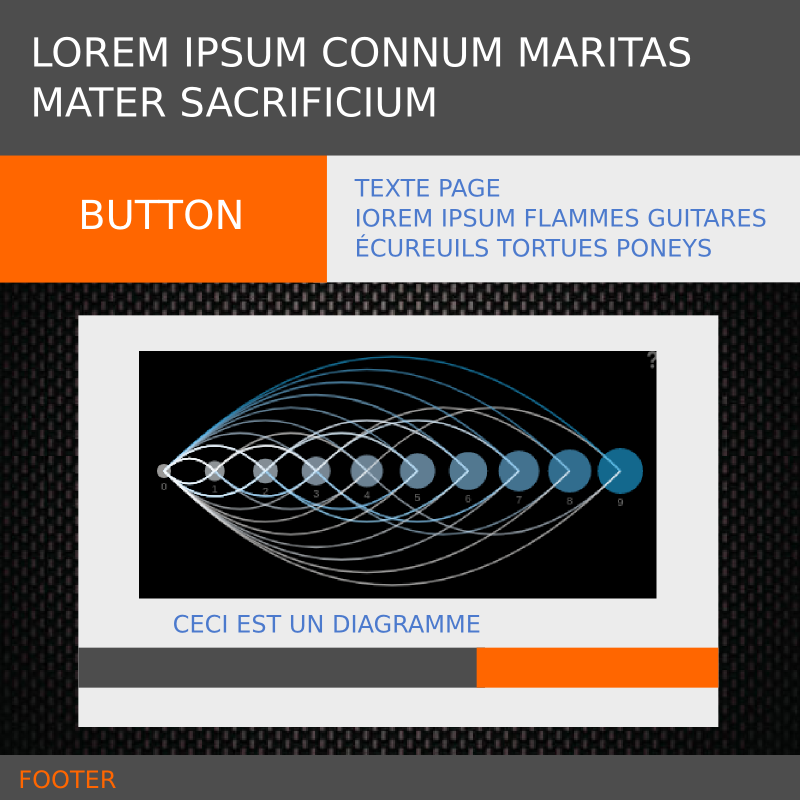 LOREM IPSUM CONNUM MARITAS
MATER SACRIFICIUM
BUTTON
TEXTE PAGE
lOREM IPSUM FLAMMES GUITARES
ÉCUREUILS TORTUES PONEYS
?
0 1 2 3 4 5 6 7 8 9
CECI EST UN DIAGRAMME
FOOTER